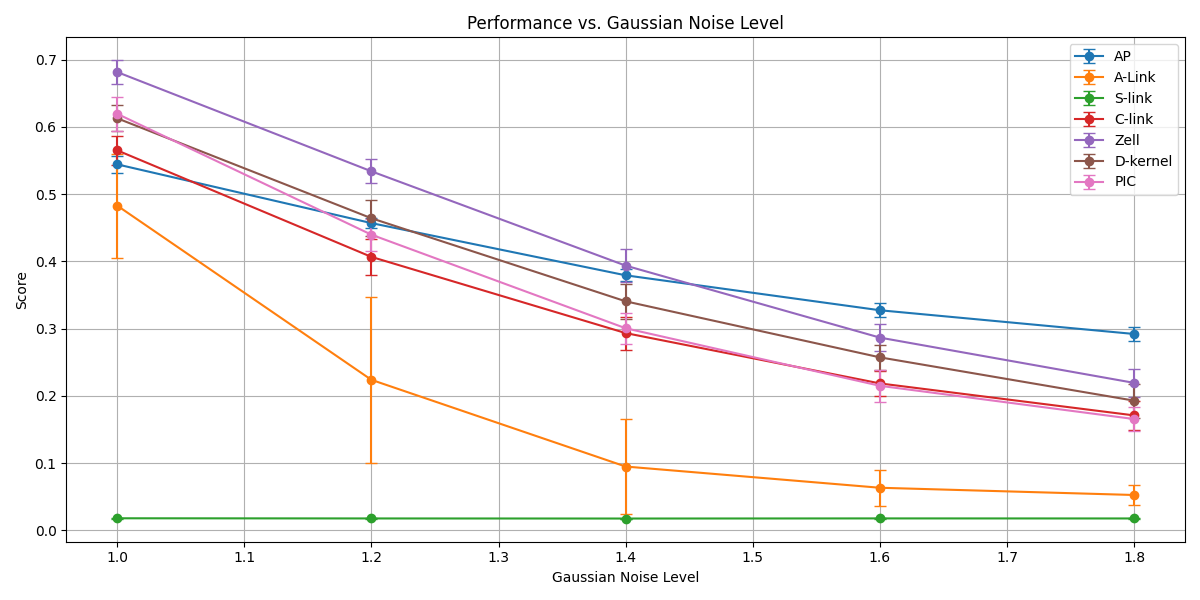 Performance vs. Gaussian Noise Level
Score
0.7
0.6
0.5
0.4
0.3
0.2
0.1
0.0
AP
A-Link
S-link
C-link
Zell
D-kernel
PIC
1.0 1.1 1.2 1.3 1.4 1.5 1.6 1.7 1.8
Gaussian Noise Level